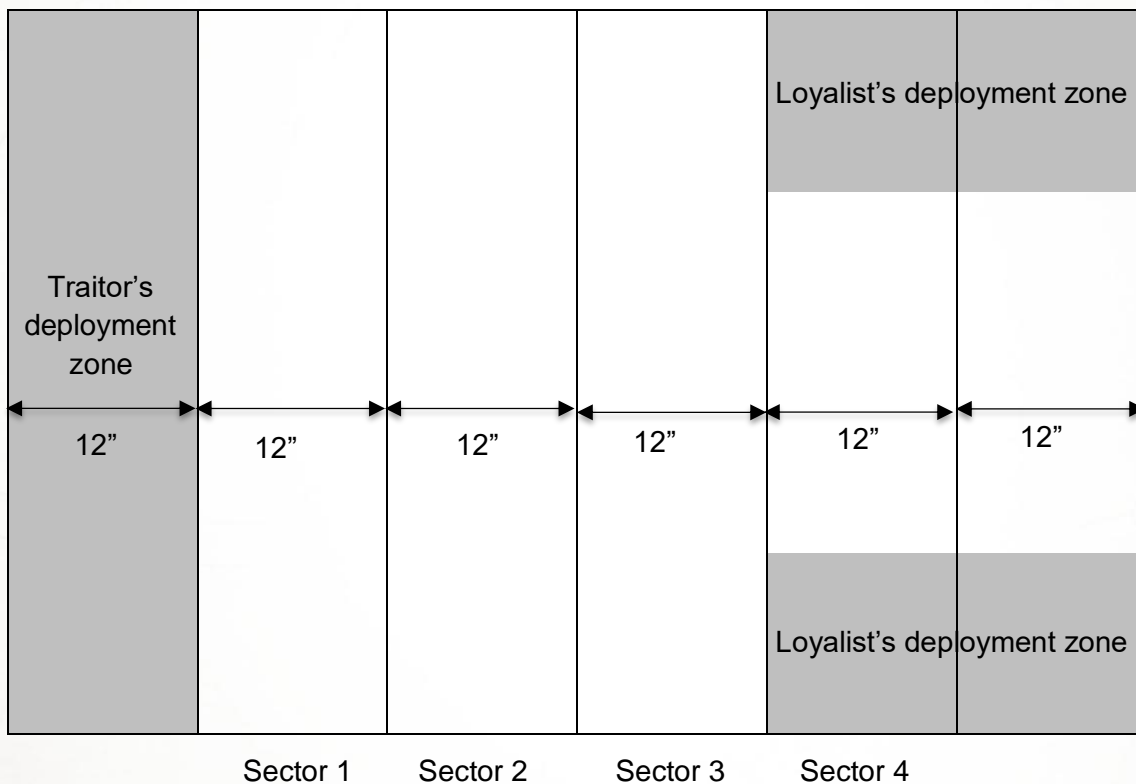 Loyalist’s deployment zone
Traitor’s
deployment
zone
12”
12”
12”
12”
12”
12”
Loyalist’s deployment zone
Sector 1
Sector 2
Sector 3
Sector 4